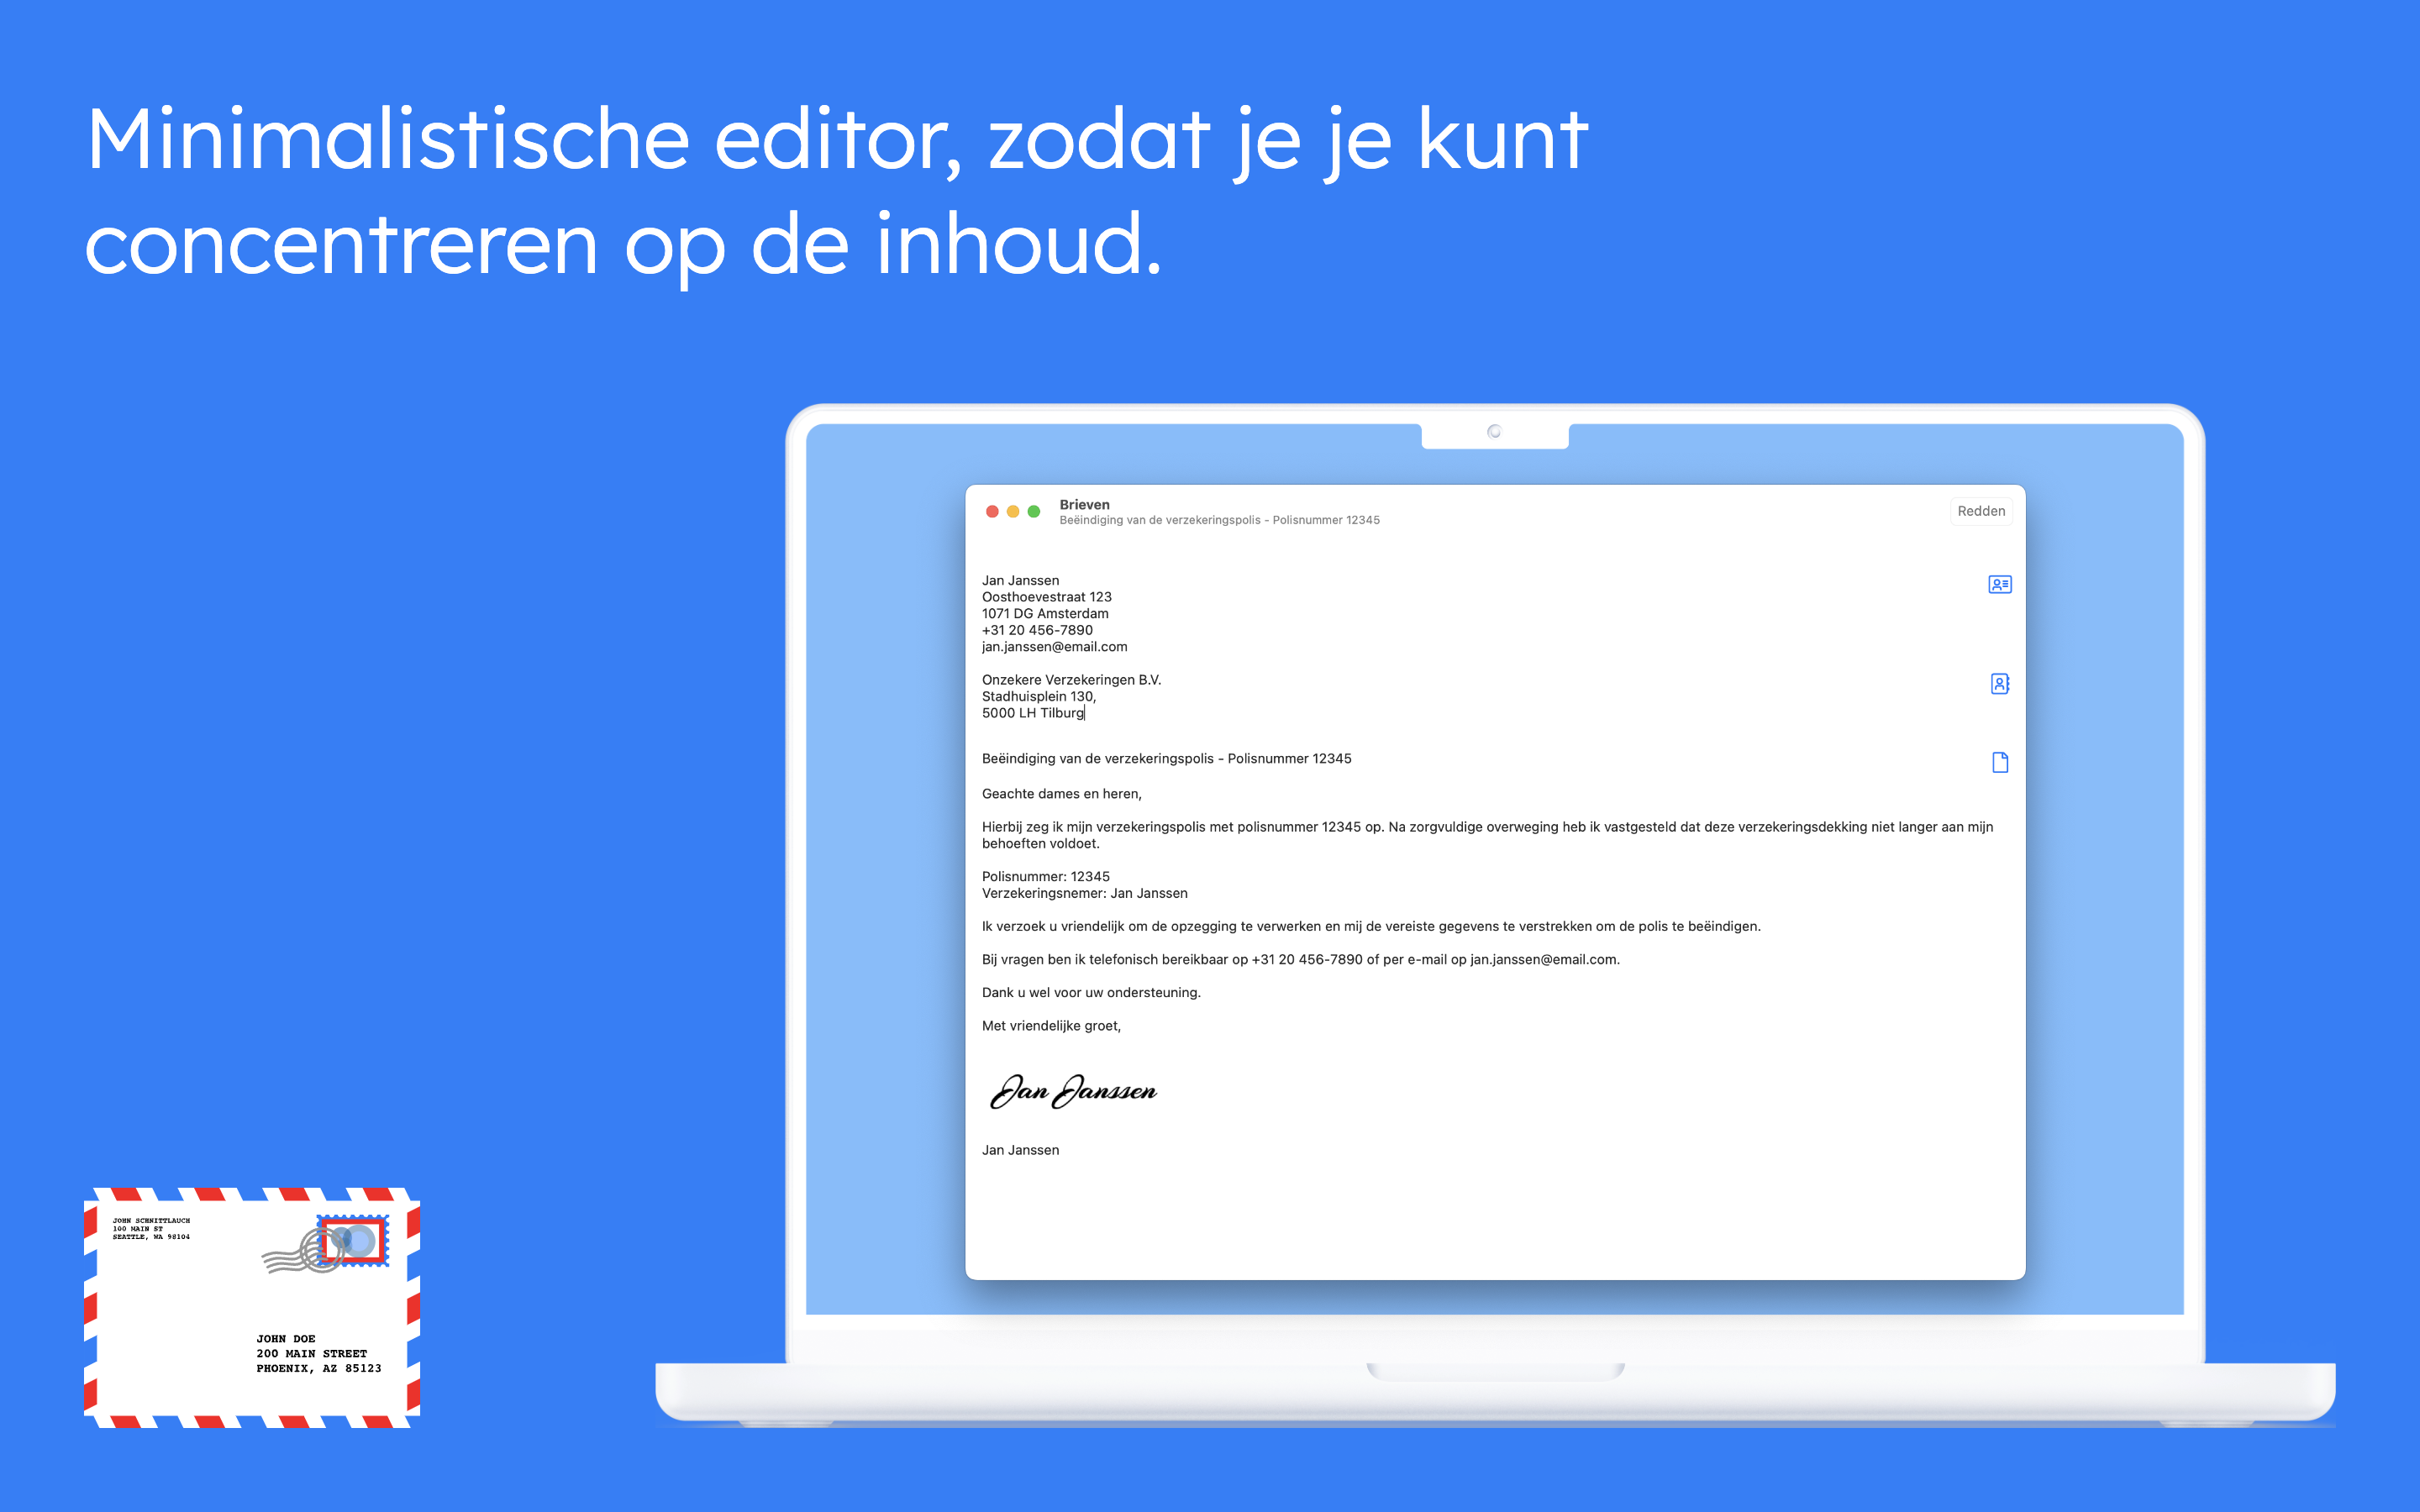 Minimalistische editor, zodat je je kunt
concentreren op de inhoud.
Brieven
Beëindiging van de verzekeringspolis - Polisnummer 12345
Redden
Jan Janssen
Oosthoevestraat 123
1071 DG Amsterdam
+31 20 456-7890
jan.janssen@email.com
Onzekere Verzekeringen B.V.
Stadhuisplein 130,
5000 LH Tilburg
Beëindiging van de verzekeringspolis - Polisnummer 12345
Geachte dames en heren,
Hierbij zeg ik mijn verzekeringspolis met polisnummer 12345 op. Na zorgvuldige overweging heb ik vastgesteld dat deze verzekeringsdekking niet langer aan mijn
behoeften voldoet.
Polisnummer: 12345
Verzekeringsnemer: Jan Janssen
Ik verzoek u vriendelijk om de opzegging te verwerken en mij de vereiste gegevens te verstrekken om de polis te beëindigen.
Bij vragen ben ik telefonisch bereikbaar op +31 20 456-7890 of per e-mail op jan.janssen@email.com.
Dank u wel voor uw ondersteuning.
Met vriendelijke groet,
Jan Janssen
Jan Janssen
JOHN SCHNITTLAUCH
100 MAIN ST
SEATTLE, WA 98104
JOHN DOE
200 MAIN STREET
PHOENIX, AZ 85123